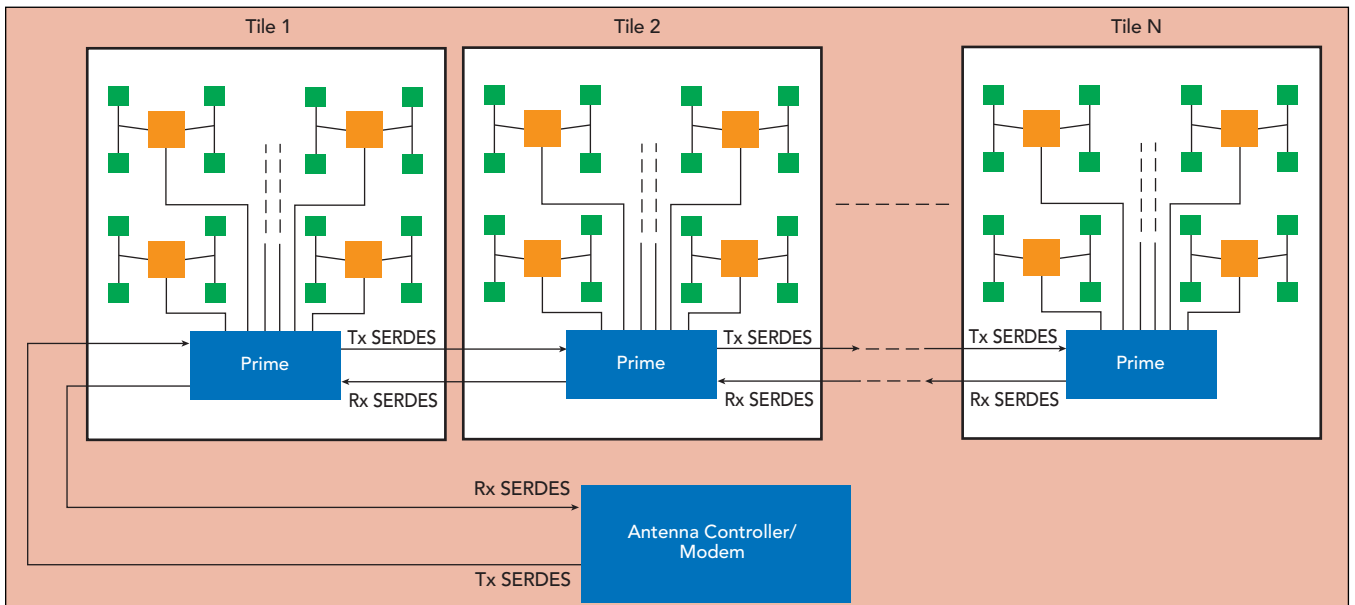 Tile 1
Tile 2
Tile N
Tx SERDES
Tx SERDES
Tx SERDES
Prime
Prime
Prime
Rx SERDES
Rx SERDES
Rx SERDES
Rx SERDES
Antenna Controller/
Modem
Tx SERDES